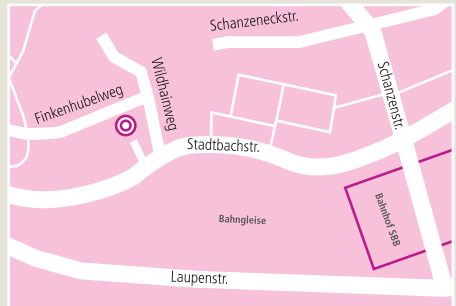 Schanzeneckstr.
Wildhainweg
Schanzenstr.
Finkenhubelweg
Stadtbachstr.
Bahnhof SBB
Bahngleise
Laupenstr.